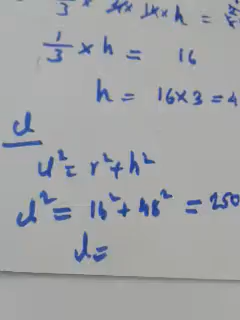 1/3 × h = 16
h = 16×3 = 4
d
d² = r² + h²
d² = 16² + 48² = 250
d =